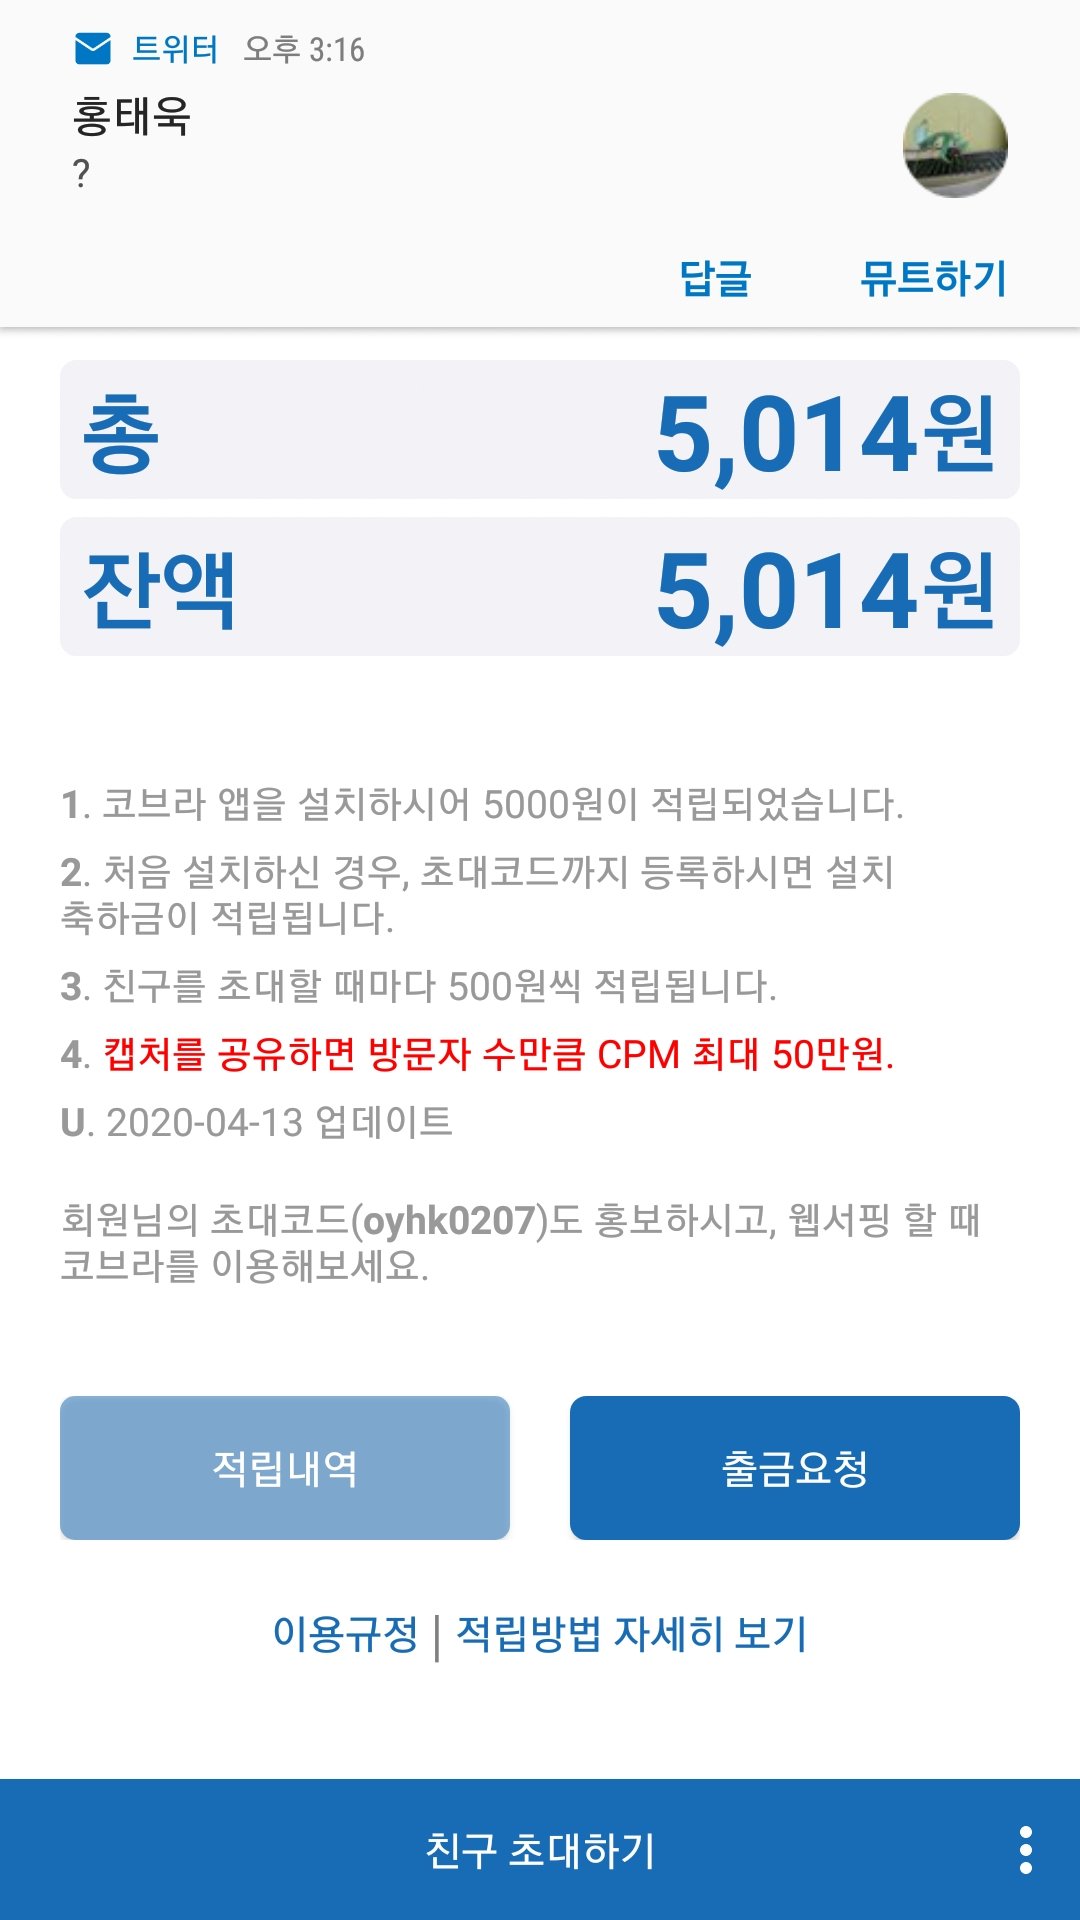 트위터 오후 3:16
홍태욱
?
답글 뮤트하기
총 5,014원
잔액 5,014원
1. 코브라 앱을 설치하시어 5000원이 적립되었습니다.
2. 처음 설치하신 경우, 초대코드까지 등록하시면 설치
축하금이 적립됩니다.
3. 친구를 초대할 때마다 500원씩 적립됩니다.
4. 캡처를 공유하면 방문자 수만큼 CPM 최대 50만원.
U. 2020-04-13 업데이트
회원님의 초대코드(oyhk0207)도 홍보하시고, 웹서핑 할 때
코브라를 이용해보세요.
적립내역 출금요청
이용규정 | 적립방법 자세히 보기
친구 초대하기